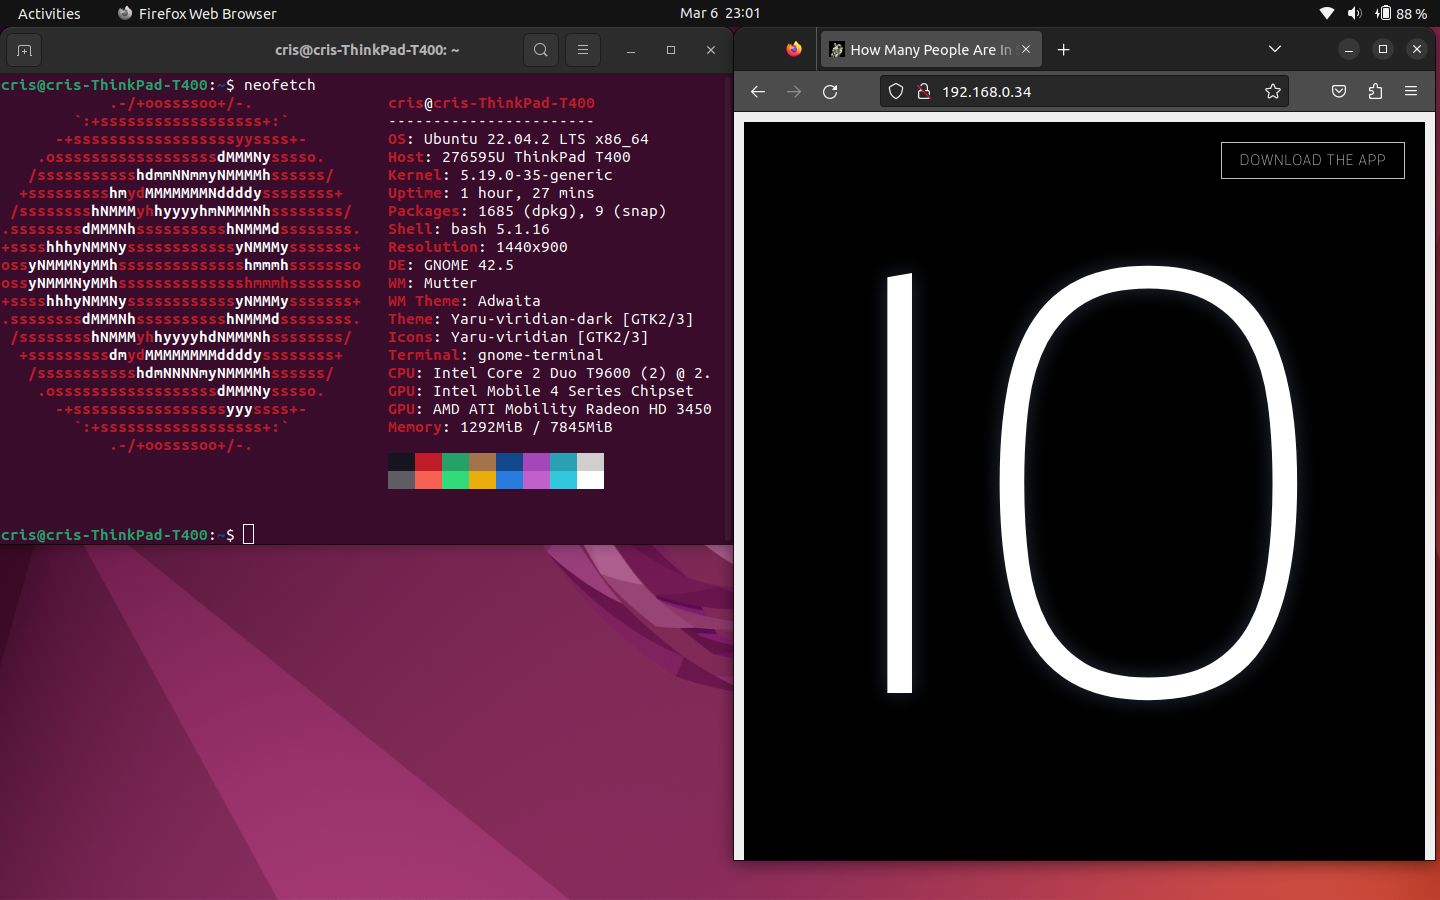 Activities Firefox Web Browser Mar 6 23:01 88 %
cris@cris-ThinkPad-T400: ~
cris@cris-ThinkPad-T400:~$ neofetch
.-/+oossssoo+/-. cris@cris-ThinkPad-T400
`:+ssssssssssssssssss+:` -----------------------
-+ssssssssssssssssssyyssss+- OS: Ubuntu 22.04.2 LTS x86_64
.ossssssssssssssssssdMMMNysssso. Host: 276595U ThinkPad T400
/ssssssssssshdmmNNmmyNMMMMhssssss/ Kernel: 5.19.0-35-generic
+ssssssssshmydMMMMMMMNddddyssssssss+ Uptime: 1 hour, 27 mins
/sssssssshNMMMyhhyyyyhmNMMMNhssssssss/ Packages: 1685 (dpkg), 9 (snap)
.ssssssssdMMMNhsssssssssshNMMMdssssssss. Shell: bash 5.1.16
+sssshhhyNMMNyssssssssssssyNMMMysssssss+ Resolution: 1440x900
ossyNMMMNyMMhsssssssssssssshmmmhssssssso DE: GNOME 42.5
ossyNMMMNyMMhsssssssssssssshmmmhssssssso WM: Mutter
+sssshhhyNMMNyssssssssssssyNMMMysssssss+ WM Theme: Adwaita
.ssssssssdMMMNhsssssssssshNMMMdssssssss. Theme: Yaru-viridian-dark [GTK2/3]
/sssssssshNMMMyhhyyyyhdNMMMNhssssssss/ Icons: Yaru-viridian [GTK2/3]
+sssssssssdmydMMMMMMMMddddyssssssss+ Terminal: gnome-terminal
/ssssssssssshdmNNNNmyNMMMMhssssss/ CPU: Intel Core 2 Duo T9600 (2) @ 2.
.ossssssssssssssssssdMMMNysssso. GPU: Intel Mobile 4 Series Chipset
-+sssssssssssssssssyyyssss+- GPU: AMD ATI Mobility Radeon HD 3450
`:+ssssssssssssssssss+:` Memory: 1292MiB / 7845MiB
.-/+oossssoo+/-.
cris@cris-ThinkPad-T400:~$
How Many People Are In
192.168.0.34
DOWNLOAD THE APP
10